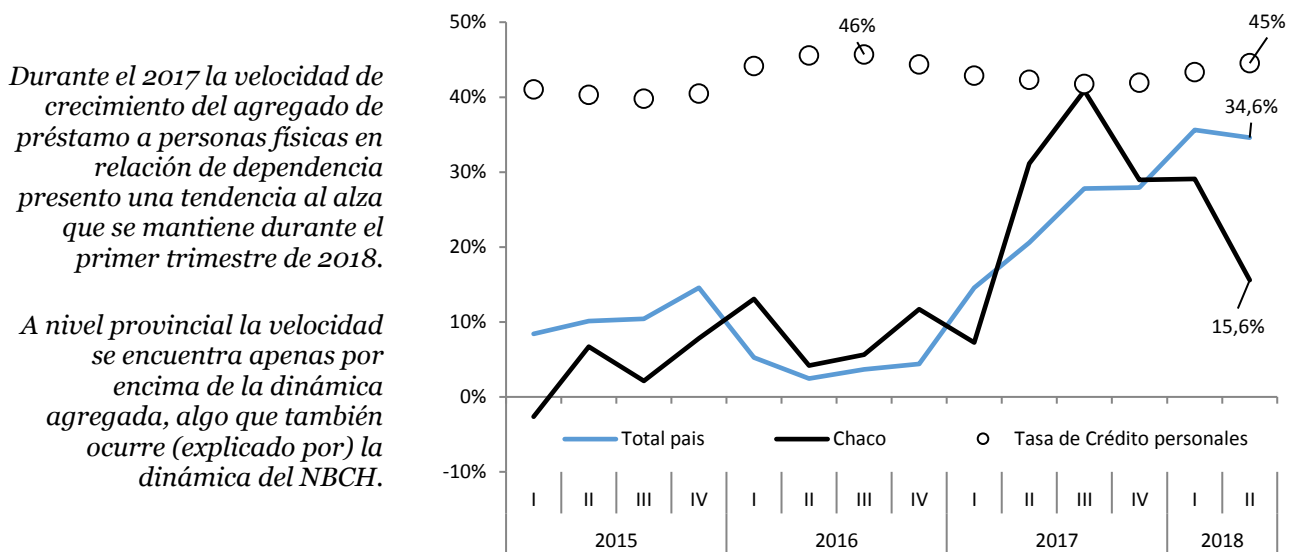 Durante el 2017 la velocidad de
crecimiento del agregado de
préstamo a personas físicas en
relación de dependencia
presento una tendencia al alza
que se mantiene durante el
primer trimestre de 2018.
A nivel provincial la velocidad
se encuentra apenas por
encima de la dinámica
agregada, algo que también
ocurre (explicado por) la
dinámica del NBCH.
50%
40%
30%
20%
10%
0%
-10%
46%
45%
34,6%
15,6%
Total pais Chaco Tasa de Crédito personales
I II III IV I II III IV I II III IV I II
2015 2016 2017 2018